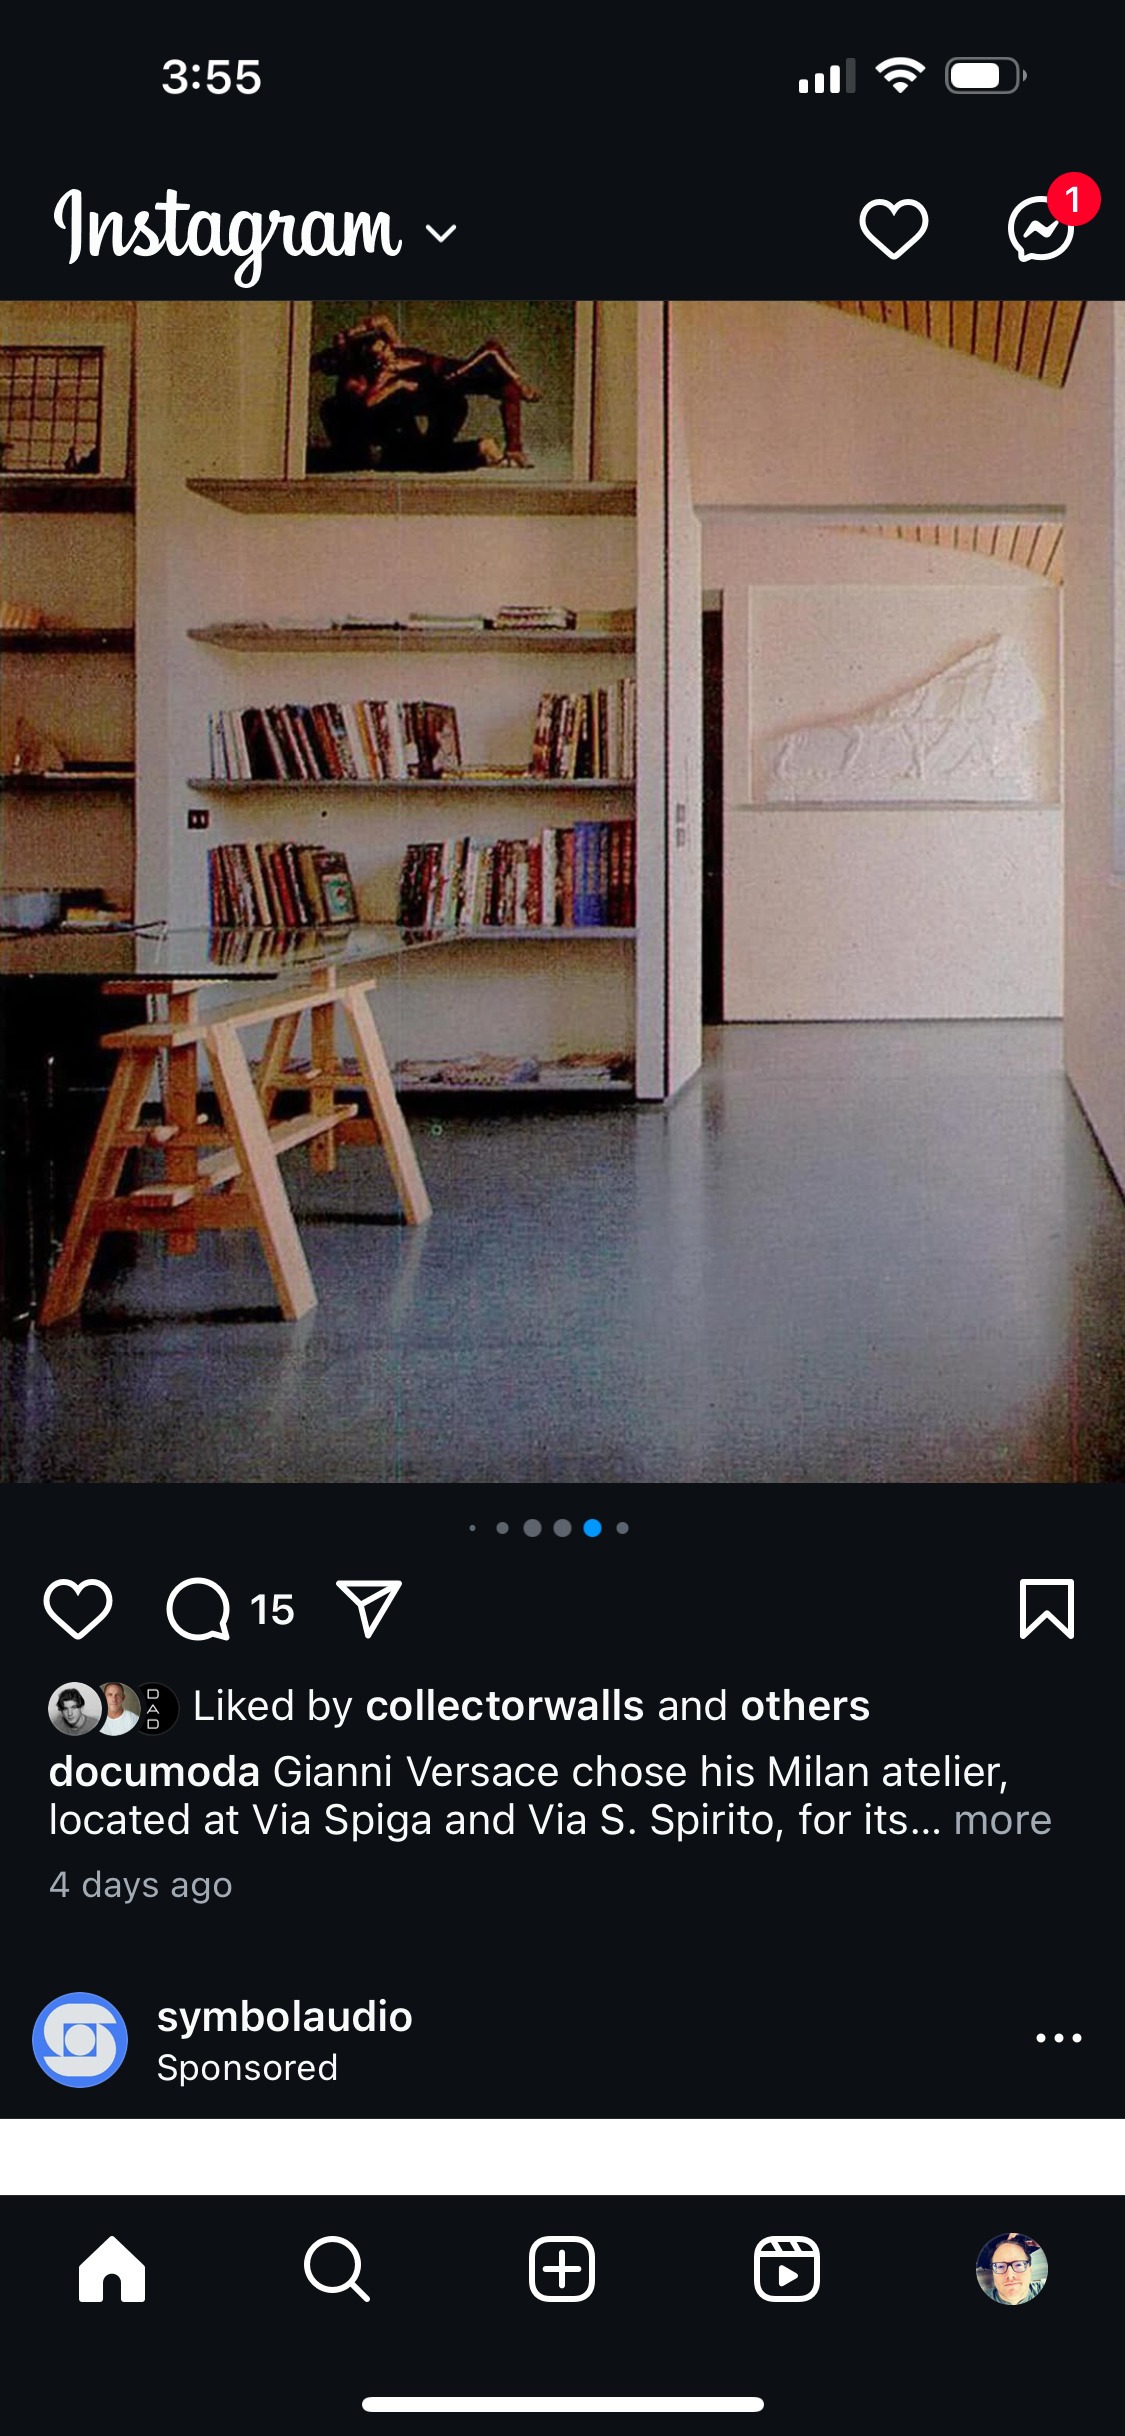 3:55
Instagram
1
15
Liked by collectorwalls and others
documoda Gianni Versace chose his Milan atelier,
located at Via Spiga and Via S. Spirito, for its... more
4 days ago
symbolaudio
Sponsored
DAD